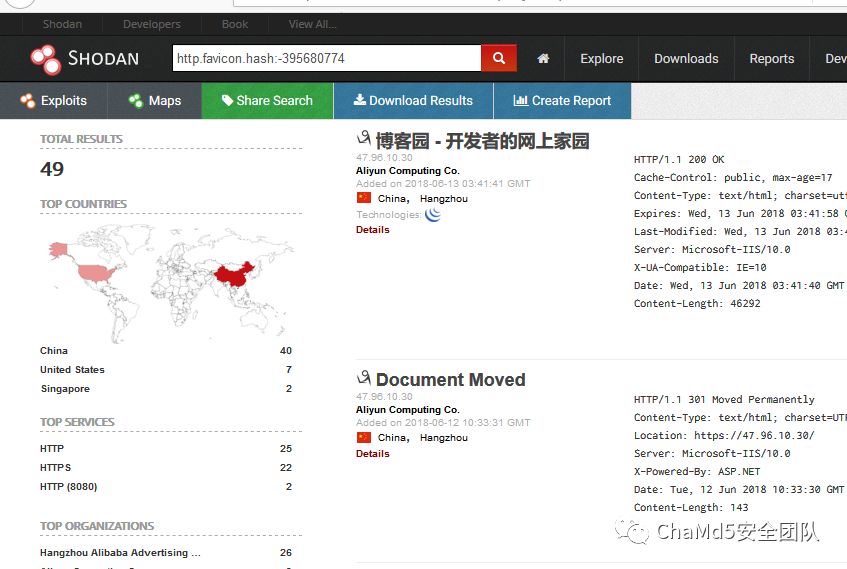 Shodan Developers Book View All...
SHODAN http.favicon.hash:-395680774 Explore Downloads Reports Dev
Exploits Maps Share Search Download Results Create Report
TOTAL RESULTS
49
TOP COUNTRIES
China 40
United States 7
Singapore 2
TOP SERVICES
HTTP 25
HTTPS 22
HTTP (8080) 2
TOP ORGANIZATIONS
Hangzhou Alibaba Advertising ... 26
博客园 - 开发者的网上家园
47.96.10.30
Aliyun Computing Co.
Added on 2018-06-13 03:41:41 GMT
China, Hangzhou
Technologies:
Details
HTTP/1.1 200 OK
Cache-Control: public, max-age=17
Content-Type: text/html; charset=utf
Expires: Wed, 13 Jun 2018 03:41:58 G
Last-Modified: Wed, 13 Jun 2018 03:4
Server: Microsoft-IIS/10.0
X-UA-Compatible: IE=10
Date: Wed, 13 Jun 2018 03:41:40 GMT
Content-Length: 46292
Document Moved
47.96.10.30
Aliyun Computing Co.
Added on 2018-06-12 10:33:31 GMT
China, Hangzhou
Details
HTTP/1.1 301 Moved Permanently
Content-Type: text/html; charset=UTF
Location: https://47.96.10.30/
Server: Microsoft-IIS/10.0
X-Powered-By: ASP.NET
Date: Tue, 12 Jun 2018 10:33:30 GMT
Content-Length: 143
ChaMd5安全团队